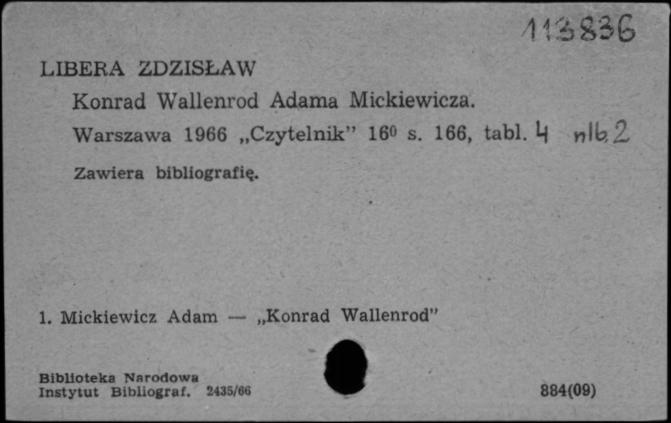 113836
LIBERA ZDZISŁAW
Konrad Wallenrod Adama Mickiewicza.
Warszawa 1966 „Czytelnik” 16⁰ s. 166, tabl. 4 nlb. 2
Zawiera bibliografię.
1. Mickiewicz Adam — „Konrad Wallenrod”
Biblioteka Narodowa
Instytut Bibliograf. 2435/66 884(09)